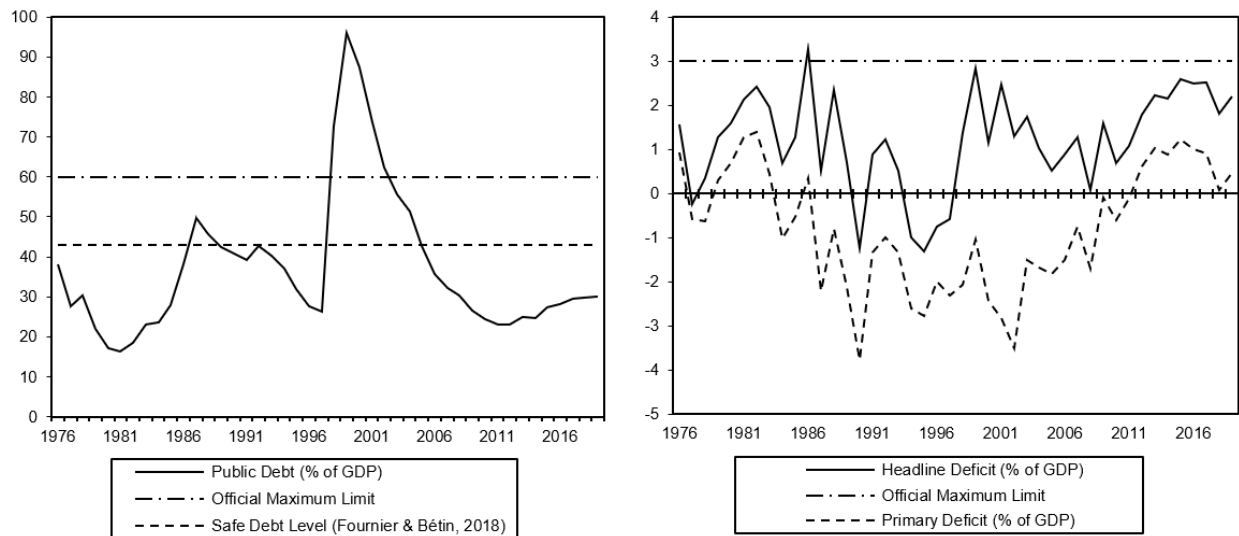 100
90
80
70
60
50
40
30
20
10
0
1976 1981 1986 1991 1996 2001 2006 2011 2016
Public Debt (% of GDP)
Official Maximum Limit
Safe Debt Level (Fournier & Bétin, 2018)
4
3
2
1
0
-1
-2
-3
-4
-5
1976 1981 1986 1991 1996 2001 2006 2011 2016
Headline Deficit (% of GDP)
Official Maximum Limit
Primary Deficit (% of GDP)